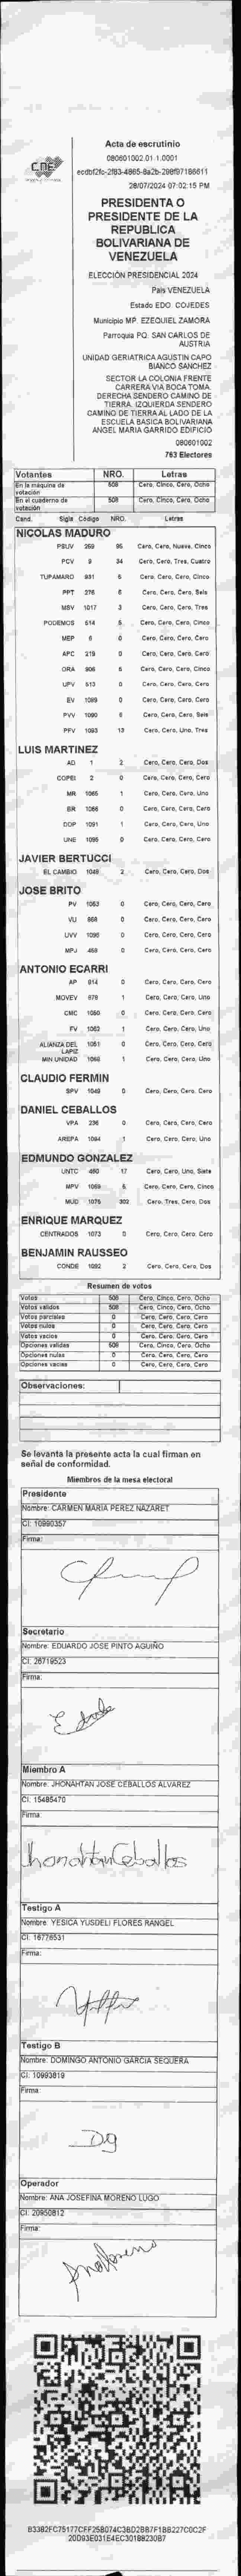 CNE
Acta de escrutinio
080601002.01.1.0001
28/07/2024 07:02:15 PM
PRESIDENTA O
PRESIDENTE DE LA
REPUBLICA
BOLIVARIANA DE
VENEZUELA
ELECCIÓN PRESIDENCIAL 2024
País VENEZUELA
Estado EDO. COJEDES
Municipio MP. EZEQUIEL ZAMORA
Parroquia PQ. SAN CARLOS DE
AUSTRIA
UNIDAD GERIATRICA AGUSTIN CAPO
BIANCO SANCHEZ
SECTOR LA COLONIA FRENTE
CARRERA VIA BOCA TOMA.
DERECHA SENDERO CAMINO DE
TIERRA. IZQUIERDA SENDERO
CAMINO DE TIERRA AL LADO DE LA
ESCUELA BASICA BOLIVARIANA
ANGEL MARIA GARRIDO EDIFICIO
080601002
763 Electores
Votantes NRO. Letras
En la máquina de votación 508 Cero, Cinco, Cero, Ocho
En el cuaderno de votación 508 Cero, Cinco, Cero, Ocho
Cand. Sigla Código NRO. Letras
NICOLAS MADURO
PSUV 259 95 Cero, Cero, Nueve, Cinco
PCV 9 34 Cero, Cero, Tres, Cuatro
TUPAMARO 931 5 Cero, Cero, Cero, Cinco
PPT 376 6 Cero, Cero, Cero, Seis
MSV 1017 3 Cero, Cero, Cero, Tres
PODEMOS 514 5 Cero, Cero, Cero, Cinco
MEP 6 0 Cero, Cero, Cero, Cero
APC 219 0 Cero, Cero, Cero, Cero
ORA 906 5 Cero, Cero, Cero, Cinco
UPV 513 0 Cero, Cero, Cero, Cero
EV 1089 0 Cero, Cero, Cero, Cero
PVV 1090 6 Cero, Cero, Cero, Seis
PFV 1093 13 Cero, Cero, Uno, Tres
LUIS MARTINEZ
AD 1 2 Cero, Cero, Cero, Dos
COPEI 2 0 Cero, Cero, Cero, Cero
MR 1065 1 Cero, Cero, Cero, Uno
BR 1066 0 Cero, Cero, Cero, Cero
DDP 1091 1 Cero, Cero, Cero, Uno
UNE 1095 0 Cero, Cero, Cero, Cero
JAVIER BERTUCCI
EL CAMBIO 1048 2 Cero, Cero, Cero, Dos
JOSE BRITO
PV 1053 0 Cero, Cero, Cero, Cero
VU 868 0 Cero, Cero, Cero, Cero
UVV 1096 0 Cero, Cero, Cero, Cero
MPJ 468 0 Cero, Cero, Cero, Cero
ANTONIO ECARRI
AP 914 0 Cero, Cero, Cero, Cero
MOVEV 878 1 Cero, Cero, Cero, Uno
CMC 1050 0 Cero, Cero, Cero, Cero
FV 1052 1 Cero, Cero, Cero, Uno
ALIANZA DEL LAPIZ 1051 0 Cero, Cero, Cero, Cero
MIN UNIDAD 1068 1 Cero, Cero, Cero, Uno
CLAUDIO FERMIN
SPV 1049 0 Cero, Cero, Cero, Cero
DANIEL CEBALLOS
VPA 236 0 Cero, Cero, Cero, Cero
AREPA 1084 1 Cero, Cero, Cero, Uno
EDMUNDO GONZALEZ
UNTC 460 17 Cero, Cero, Uno, Siete
MPV 1069 5 Cero, Cero, Cero, Cinco
MUD 1075 302 Cero, Tres, Cero, Dos
ENRIQUE MARQUEZ
CENTRADOS 1073 0 Cero, Cero, Cero, Cero
BENJAMIN RAUSSEO
CONDE 1092 2 Cero, Cero, Cero, Dos
Resumen de votos
Votos 508 Cero, Cinco, Cero, Ocho
Votos válidos 508 Cero, Cinco, Cero, Ocho
Votos parciales 0 Cero, Cero, Cero, Cero
Votos nulos 0 Cero, Cero, Cero, Cero
Votos vacíos 0 Cero, Cero, Cero, Cero
Opciones válidas 508 Cero, Cinco, Cero, Ocho
Opciones nulas 0 Cero, Cero, Cero, Cero
Opciones vacías 0 Cero, Cero, Cero, Cero
Observaciones:
Se levanta la presente acta la cual firman en
señal de conformidad.
Miembros de la mesa electoral
Presidente
Nombre: CARMEN MARIA PEREZ NAZARET
CI: 10990357
Firma:
Secretario
Nombre: EDUARDO JOSE PINTO AGUIÑO
CI: 26719523
Firma:
Miembro A
Nombre: JHONAHTAN JOSE CEBALLOS ALVAREZ
CI: 15485470
Firma:
Jhonahtan Ceballos
Testigo A
Nombre: YESICA YUSDELI FLORES RANGEL
CI: 16776531
Firma:
Testigo B
Nombre: DOMINGO ANTONIO GARCIA SEQUERA
CI: 10993819
Firma:
Dg
Operador
Nombre: ANA JOSEFINA MORENO LUGO
CI: 20950812
Firma:
AnaMoreno